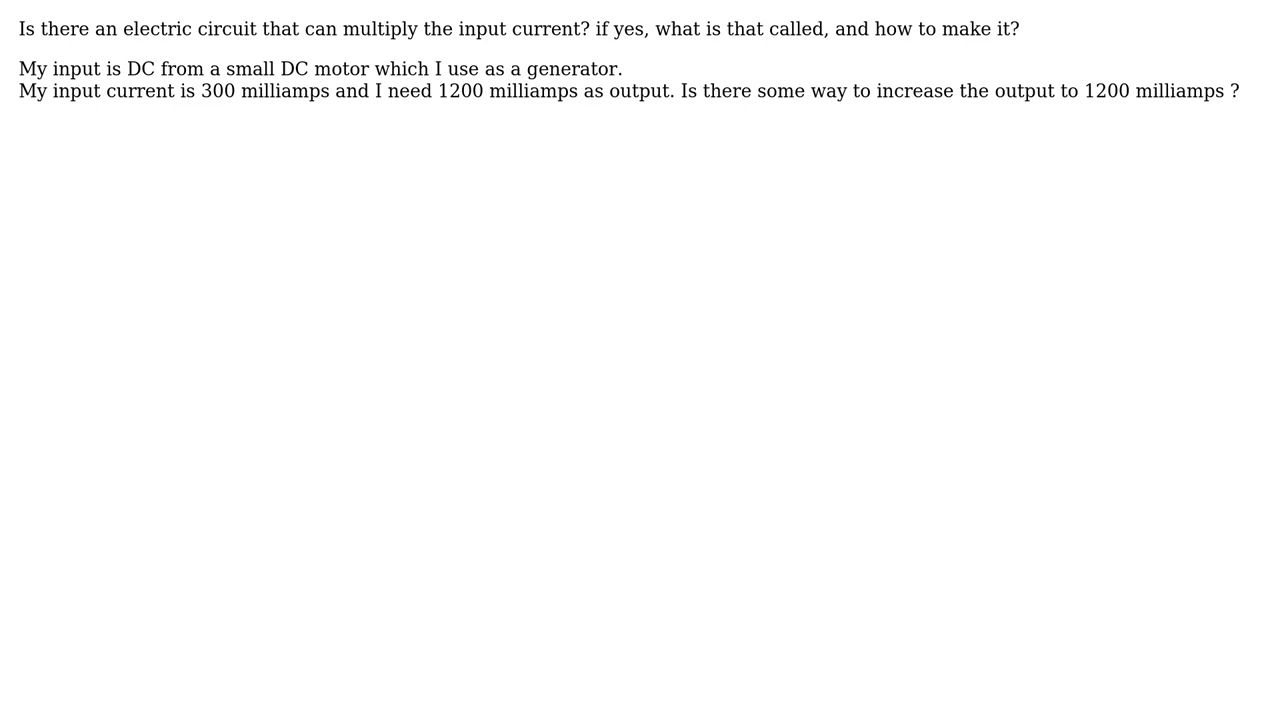 Is there an electric circuit that can multiply the input current? if yes, what is that called, and how to make it?
My input is DC from a small DC motor which I use as a generator.
My input current is 300 milliamps and I need 1200 milliamps as output. Is there some way to increase the output to 1200 milliamps ?